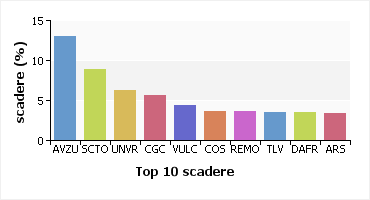 scadere (%)
15
10
5
0
AVZU SCTO UNVR CGC VULC COS REMO TLV DAFR ARS
Top 10 scadere